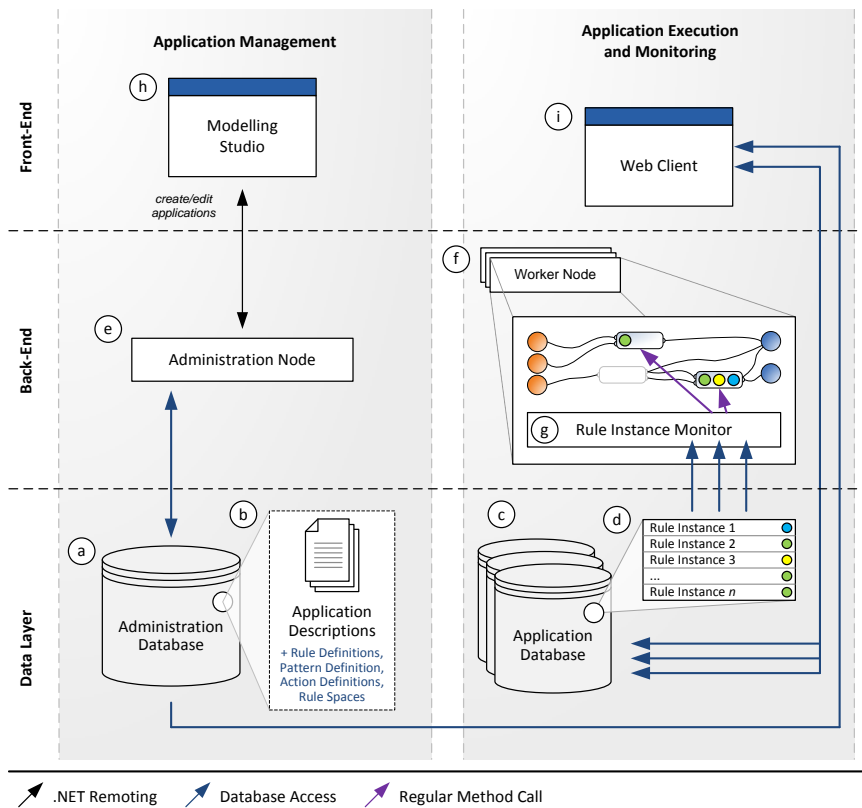 Application Management
Application Execution
and Monitoring
Front-End
h
Modelling
Studio
i
Web Client
create/edit
applications
Back-End
f
Worker Node
e
Administration Node
g
Rule Instance Monitor
Data Layer
a
Administration
Database
b
Application
Descriptions
+ Rule Definitions,
Pattern Definition,
Action Definitions,
Rule Spaces
c
Application
Database
d
Rule Instance 1
Rule Instance 2
Rule Instance 3
...
Rule Instance n
.NET Remoting
Database Access
Regular Method Call